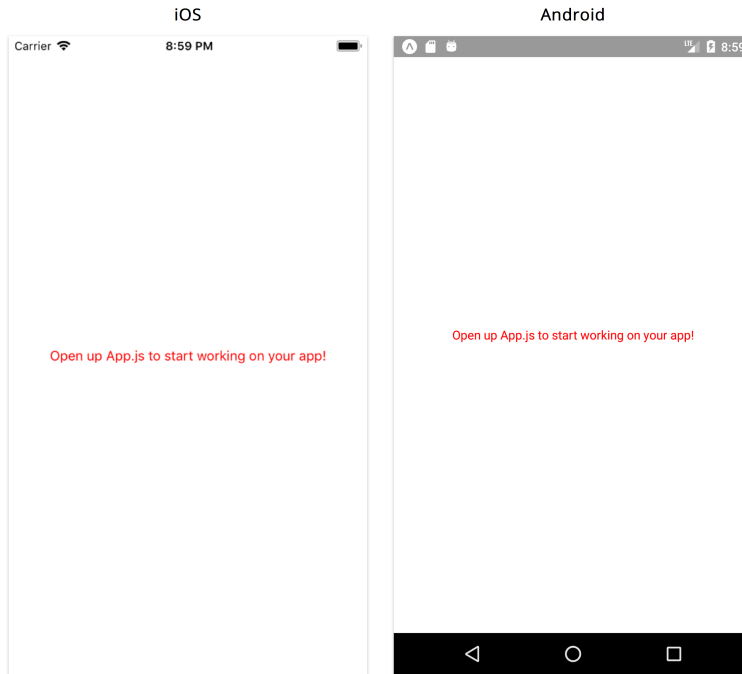 iOS
Android
Carrier
8:59 PM
LTE
8:59
Open up App.js to start working on your app!
Open up App.js to start working on your app!